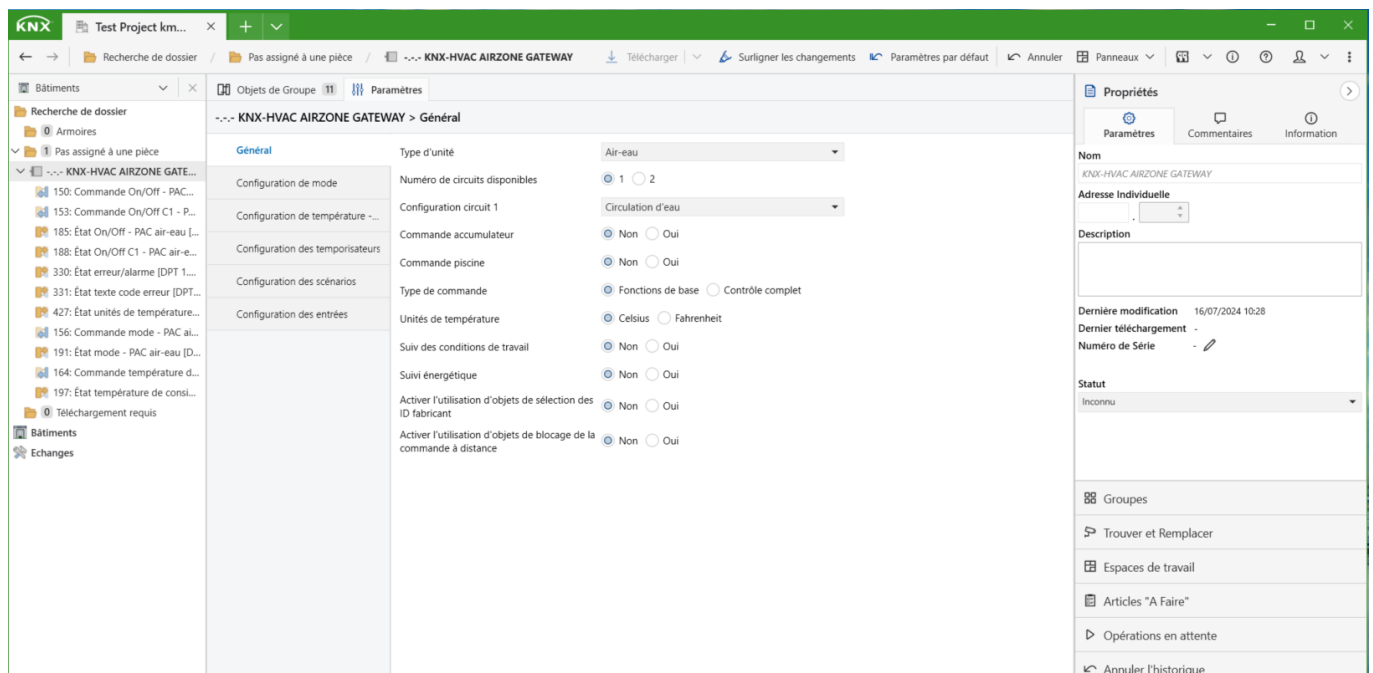 KNX Test Project km...
Recherche de dossier / Pas assigné à une pièce / -.-.- KNX-HVAC AIRZONE GATEWAY Télécharger Surligner les changements Paramètres par défaut Annuler Panneaux
Bâtiments
Recherche de dossier
0 Armoires
1 Pas assigné à une pièce
-.-.- KNX-HVAC AIRZONE GATE...
150: Commande On/Off - PAC...
153: Commande On/Off C1 - P...
185: État On/Off - PAC air-eau [...
188: État On/Off C1 - PAC air-e...
330: État erreur/alarme [DPT 1....
331: État texte code erreur [DPT...
427: État unités de température...
156: Commande mode - PAC ai...
191: État mode - PAC air-eau [D...
164: Commande température d...
197: État température de consi...
0 Téléchargement requis
Bâtiments
Echanges
Objets de Groupe 11 Paramètres
-.-.- KNX-HVAC AIRZONE GATEWAY > Général
Général
Configuration de mode
Configuration de température -...
Configuration des temporisateurs
Configuration des scénarios
Configuration des entrées
Type d'unité Air-eau
Numéro de circuits disponibles 1 2
Configuration circuit 1 Circulation d'eau
Commande accumulateur Non Oui
Commande piscine Non Oui
Type de commande Fonctions de base Contrôle complet
Unités de température Celsius Fahrenheit
Suiv des conditions de travail Non Oui
Suivi énergétique Non Oui
Activer l'utilisation d'objets de sélection des
ID fabricant Non Oui
Activer l'utilisation d'objets de blocage de la
commande à distance Non Oui
Propriétés
Paramètres Commentaires Information
Nom
KNX-HVAC AIRZONE GATEWAY
Adresse Individuelle
.
Description
Dernière modification 16/07/2024 10:28
Dernier téléchargement -
Numéro de Série -
Statut
Inconnu
Groupes
Trouver et Remplacer
Espaces de travail
Articles "A Faire"
Opérations en attente
Annuler l'historique